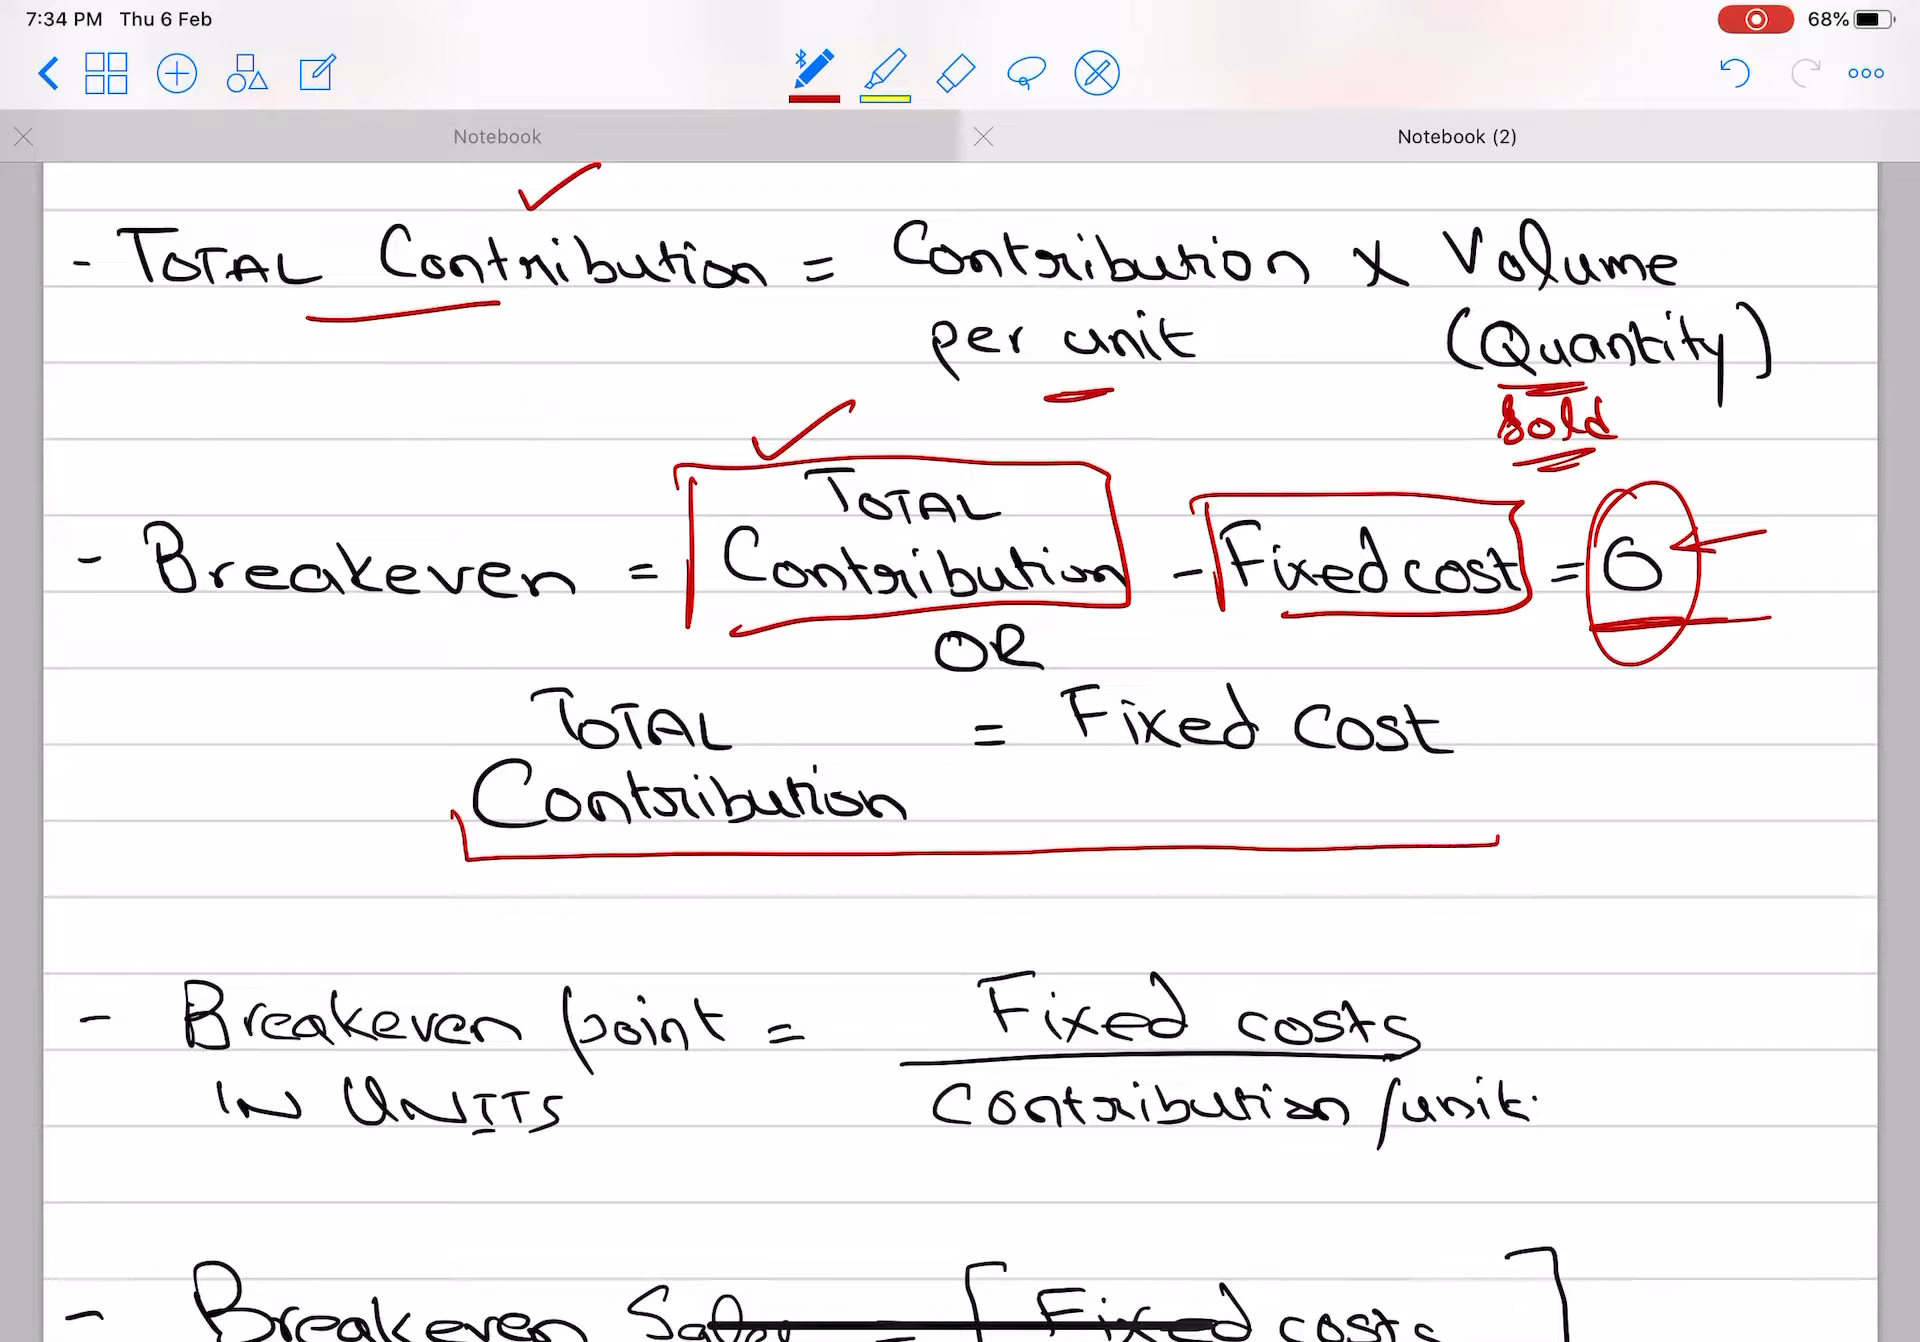 7:34 PM Thu 6 Feb
68%
Notebook
Notebook (2)
- TOTAL Contribution = Contribution x Volume
per unit (Quantity)
sold
TOTAL
- Breakeven = Contribution - Fixed cost = 0
OR
TOTAL = Fixed Cost
Contribution
- Breakeven point = Fixed costs
IN UNITS Contribution/unit.
- Breakeven Sales = [ Fixed costs ]